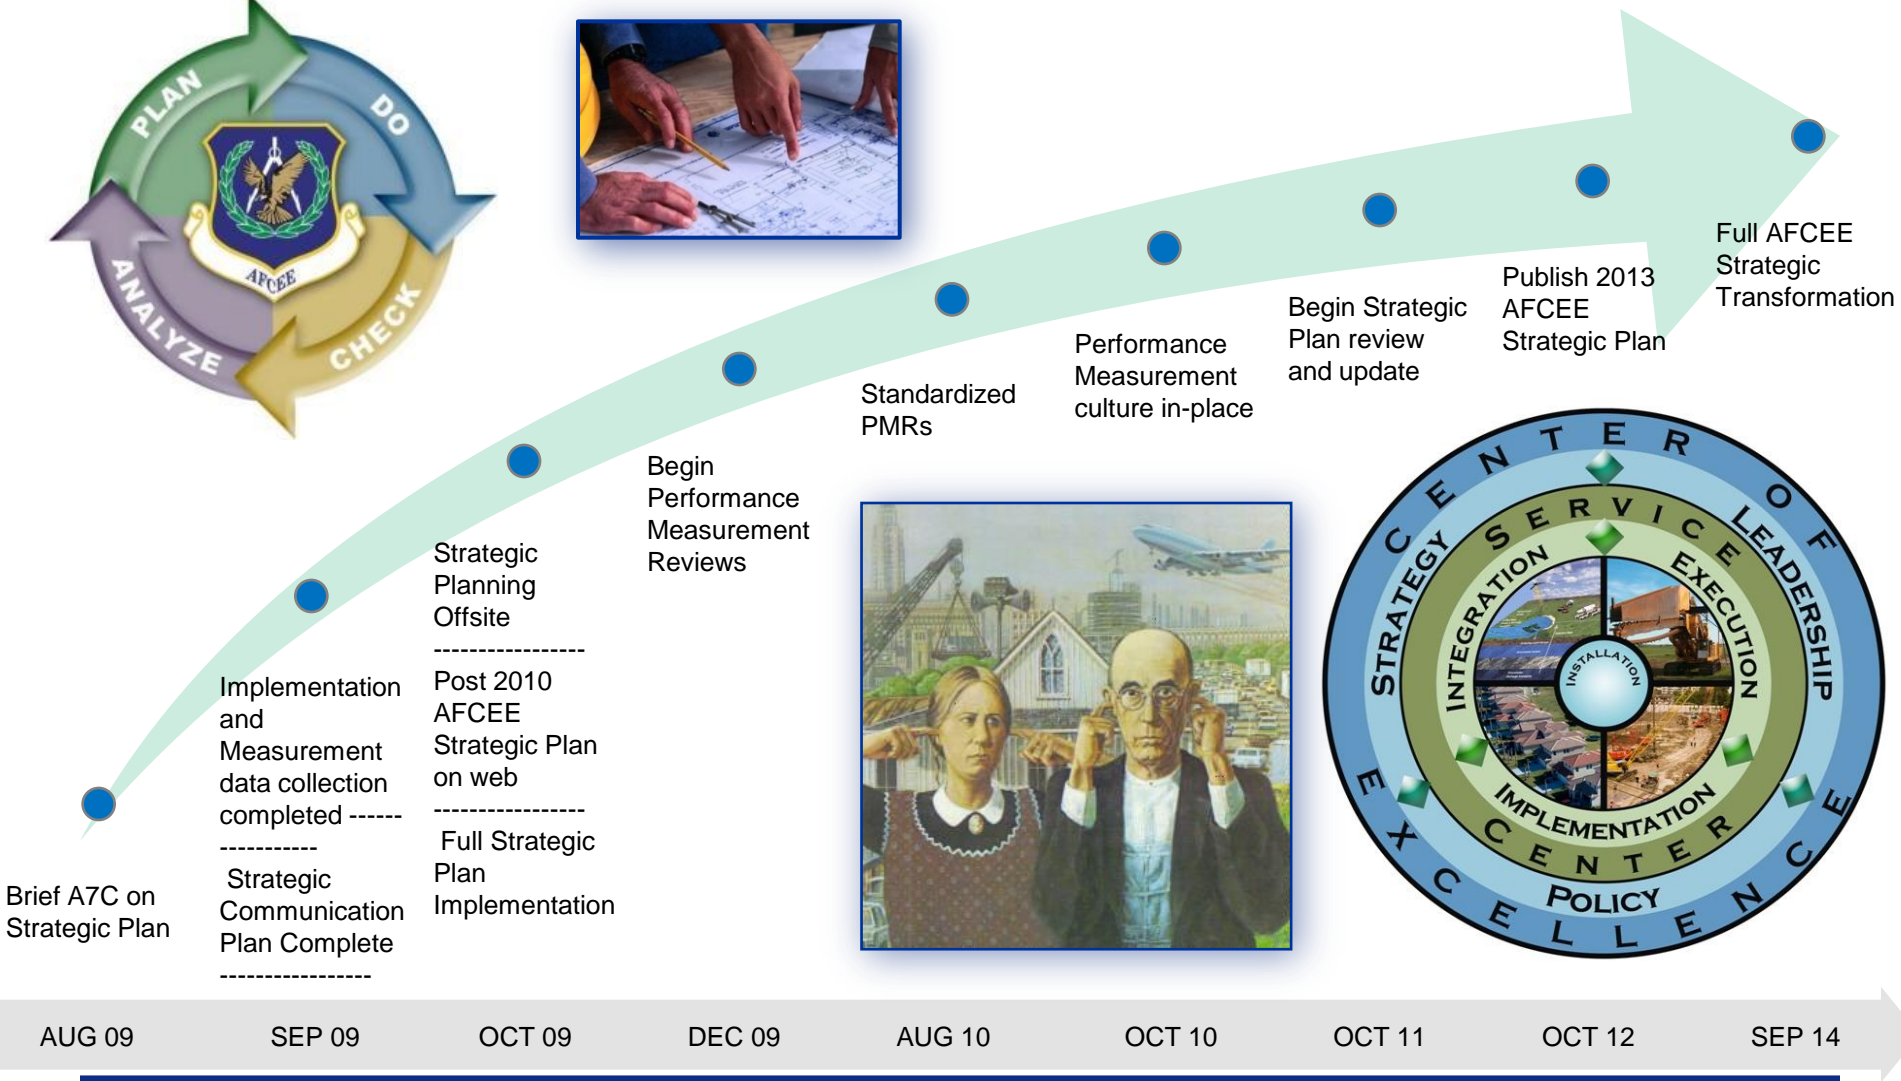 PLAN
DO
CHECK
ANALYZE
AFCEE
Brief A7C on
Strategic Plan
Implementation
and
Measurement
data collection
completed ------
-----------
Strategic
Communication
Plan Complete
-----------------
Strategic
Planning
Offsite
-----------------
Post 2010
AFCEE
Strategic Plan
on web
-----------------
Full Strategic
Plan
Implementation
Begin
Performance
Measurement
Reviews
Standardized
PMRs
Performance
Measurement
culture in-place
Begin Strategic
Plan review
and update
Publish 2013
AFCEE
Strategic Plan
Full AFCEE
Strategic
Transformation
CENTER OF
EXCELLENCE
STRATEGY
LEADERSHIP
POLICY
SERVICE
CENTER
INTEGRATION
EXECUTION
IMPLEMENTATION
INSTALLATION
AUG 09
SEP 09
OCT 09
DEC 09
AUG 10
OCT 10
OCT 11
OCT 12
SEP 14